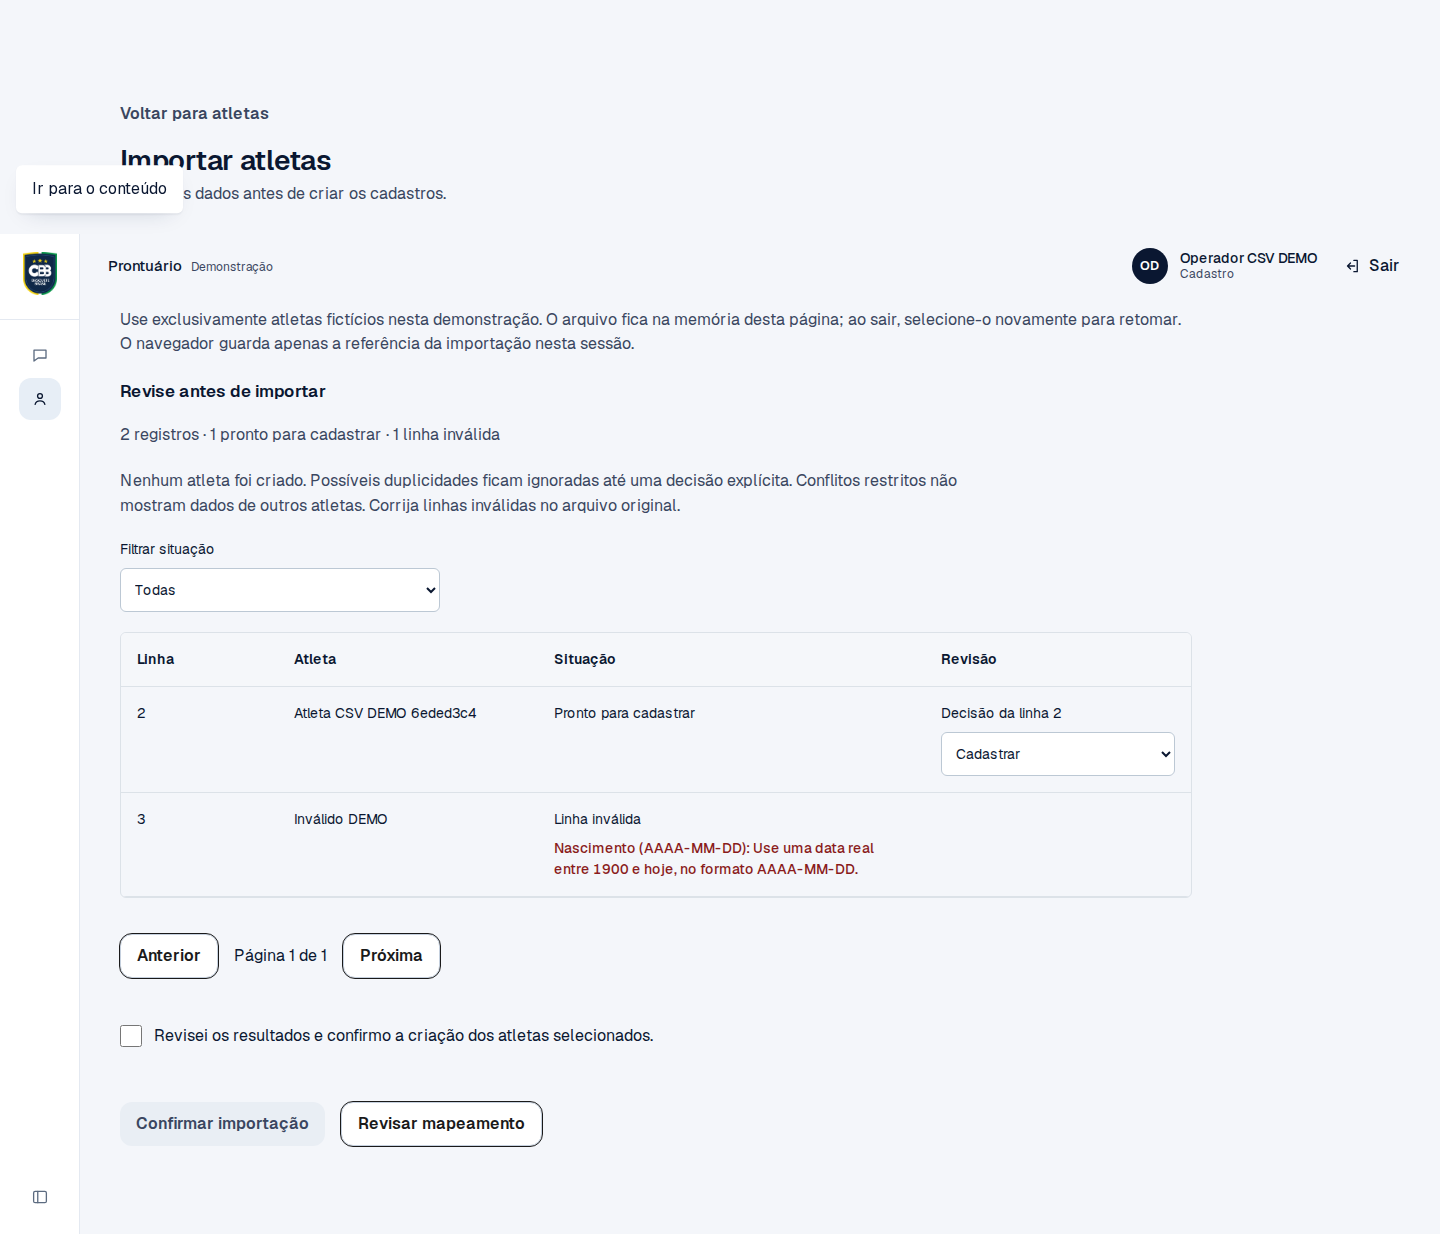 Voltar para atletas
Importar atletas
Ir para o conteúdo
s dados antes de criar os cadastros.
CBB
Prontuário Demonstração
OD
Operador CSV DEMO
Cadastro
Sair
Use exclusivamente atletas fictícios nesta demonstração. O arquivo fica na memória desta página; ao sair, selecione-o novamente para retomar.
O navegador guarda apenas a referência da importação nesta sessão.
Revise antes de importar
2 registros · 1 pronto para cadastrar · 1 linha inválida
Nenhum atleta foi criado. Possíveis duplicidades ficam ignoradas até uma decisão explícita. Conflitos restritos não
mostram dados de outros atletas. Corrija linhas inválidas no arquivo original.
Filtrar situação
Todas
Linha Atleta Situação Revisão
2 Atleta CSV DEMO 6eded3c4 Pronto para cadastrar Decisão da linha 2
Cadastrar
3 Inválido DEMO Linha inválida
Nascimento (AAAA-MM-DD): Use uma data real
entre 1900 e hoje, no formato AAAA-MM-DD.
Anterior Página 1 de 1 Próxima
Revisei os resultados e confirmo a criação dos atletas selecionados.
Confirmar importação Revisar mapeamento